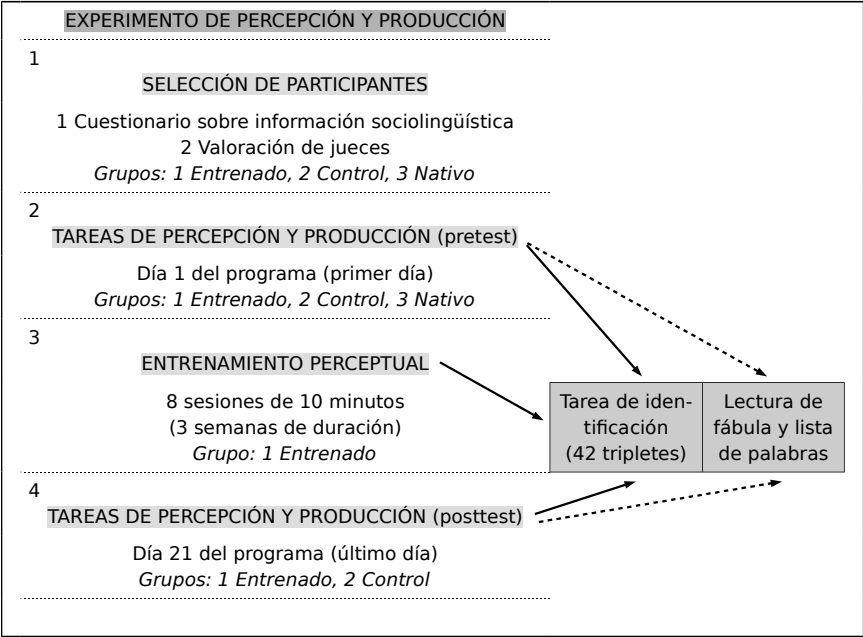 EXPERIMENTO DE PERCEPCIÓN Y PRODUCCIÓN
1
SELECCIÓN DE PARTICIPANTES
1 Cuestionario sobre información sociolingüística
2 Valoración de jueces
Grupos: 1 Entrenado, 2 Control, 3 Nativo
2
TAREAS DE PERCEPCIÓN Y PRODUCCIÓN (pretest)
Día 1 del programa (primer día)
Grupos: 1 Entrenado, 2 Control, 3 Nativo
3
ENTRENAMIENTO PERCEPTUAL
8 sesiones de 10 minutos
(3 semanas de duración)
Grupo: 1 Entrenado
Tarea de iden-
tificación
(42 tripletes)
Lectura de
fábula y lista
de palabras
4
TAREAS DE PERCEPCIÓN Y PRODUCCIÓN (posttest)
Día 21 del programa (último día)
Grupos: 1 Entrenado, 2 Control